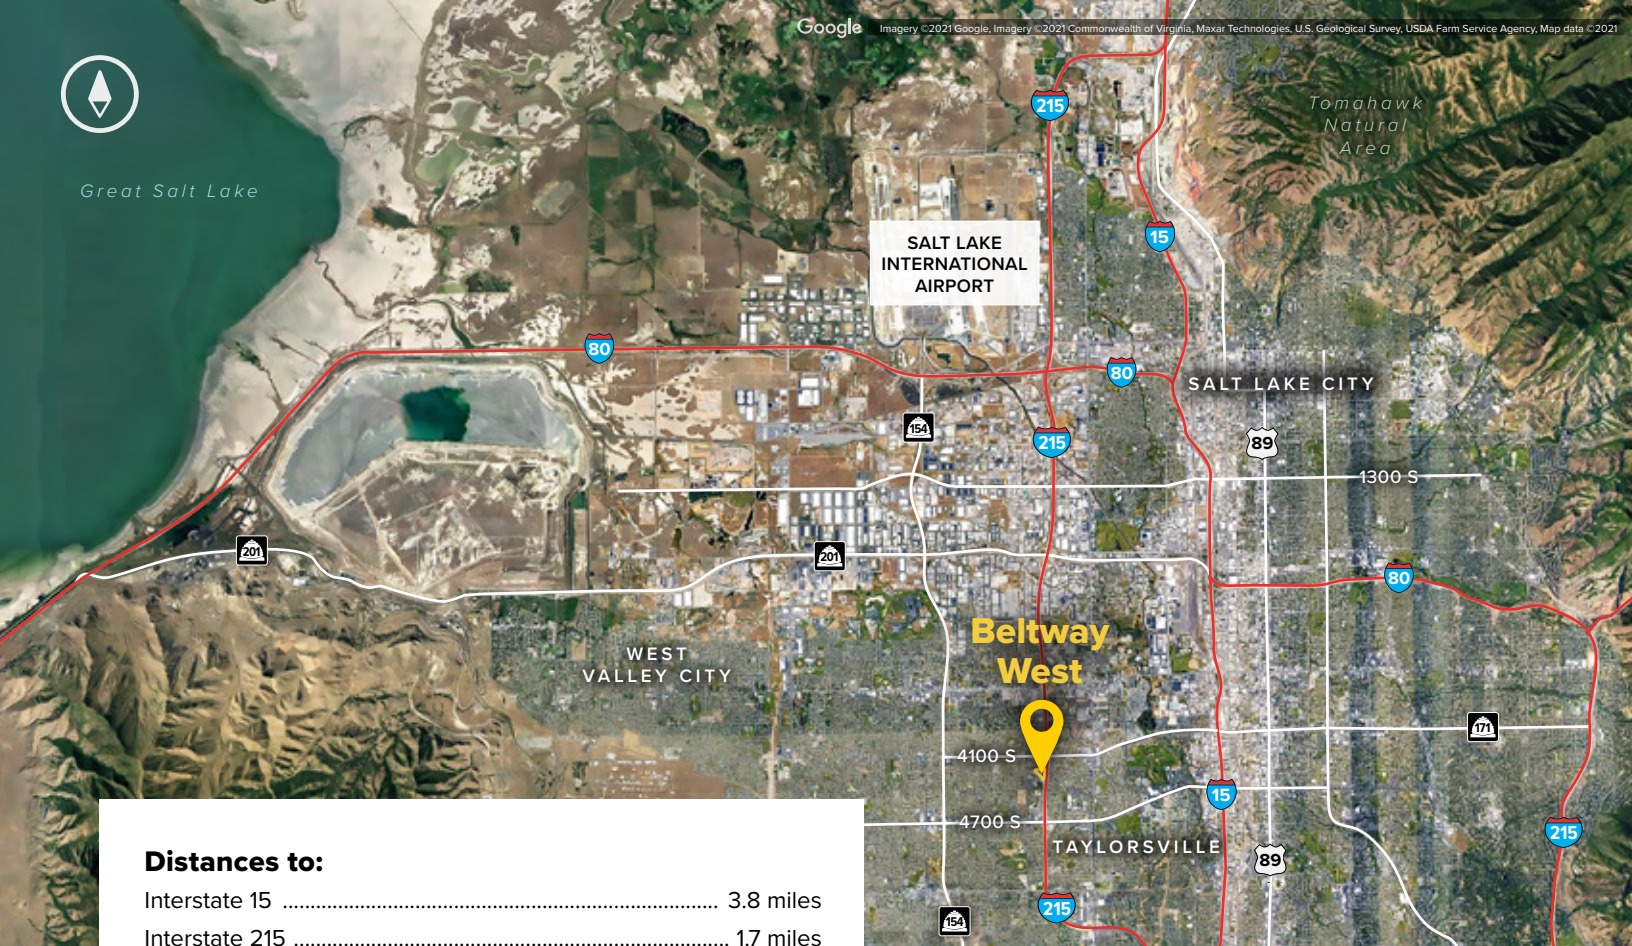 Google
Imagery ©2021 Google, Imagery ©2021 Commonwealth of Virginia, Maxar Technologies, U.S. Geological Survey, USDA Farm Service Agency, Map data ©2021
215
Tomahawk
Natural
Area
Great Salt Lake
SALT LAKE
INTERNATIONAL
AIRPORT
15
80
80
SALT LAKE CITY
154
215
89
1300 S
201
201
80
Beltway
West
WEST
VALLEY CITY
171
4100 S
15
4700 S
215
TAYLORSVILLE
89
215
154
Distances to:
Interstate 15 ........................................................................ 3.8 miles
Interstate 215 ........................................................................ 1.7 miles